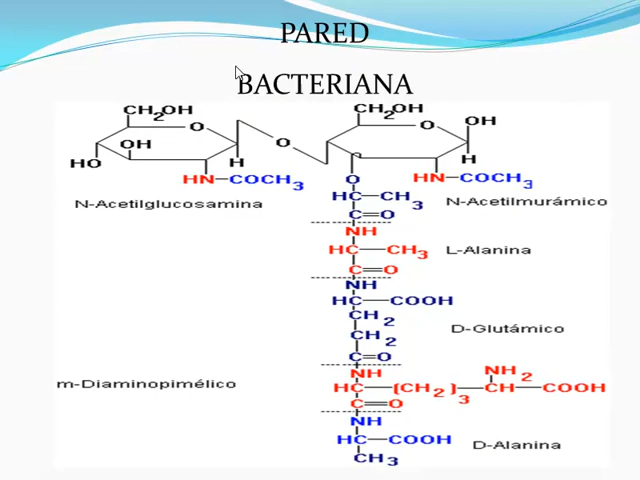 PARED
BACTERIANA
CH2OH
CH2OH
O
O
OH
OH
O
HO
H
H
HN—COCH3
O
HN—COCH3
N-Acetilglucosamina
HC—CH3
N-Acetilmurámico
C=O
NH
HC—CH3
L-Alanina
C=O
NH
HC—COOH
CH2
D-Glutámico
CH2
C=O
NH
NH2
m-Diaminopimélico
HC—(CH2)3—CH—COOH
C=O
NH
HC—COOH
D-Alanina
CH3